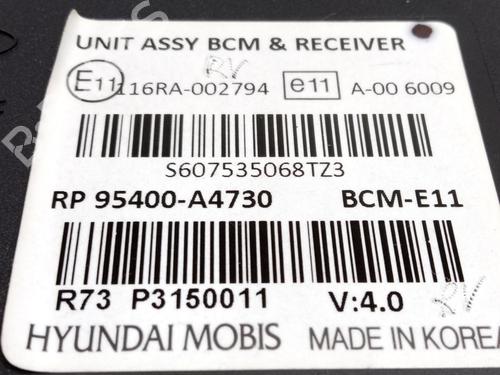 UNIT ASSY BCM & RECEIVER
E11 116RA-002794 e11 A-00 6009
S607535068TZ3
RP 95400-A4730 BCM-E11
R73 P3150011 V:4.0
HYUNDAI MOBIS MADE IN KOREA